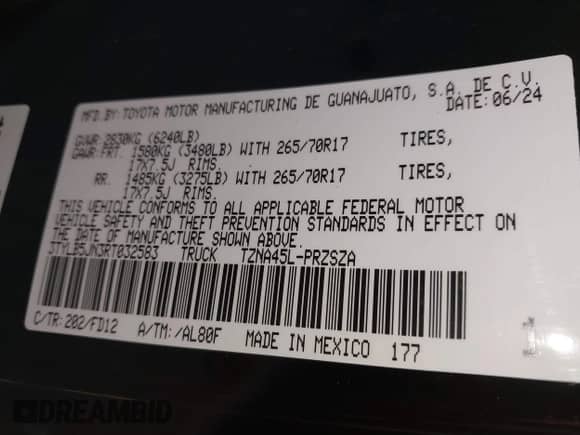 MFD.BY:TOYOTA MOTOR MANUFACTURING DE GUANAJUATO, S.A. DE C.V.
DATE:06/24
GVWR 2830KG (6240LB)
GAWR:FRT. 1580KG (3480LB) WITH 265/70R17 TIRES,
17X7.5J RIMS.
RR. 1485KG (3275LB) WITH 265/70R17 TIRES,
17X7.5J RIMS.
THIS VEHICLE CONFORMS TO ALL APPLICABLE FEDERAL MOTOR
VEHICLE SAFETY AND THEFT PREVENTION STANDARDS IN EFFECT ON
THE DATE OF MANUFACTURE SHOWN ABOVE.
3TYLB5JN3RT032583 TRUCK TZNA45L-PRZSZA
C/TR:202/FD12 A/TM:/AL80F MADE IN MEXICO 177
DREAMBID